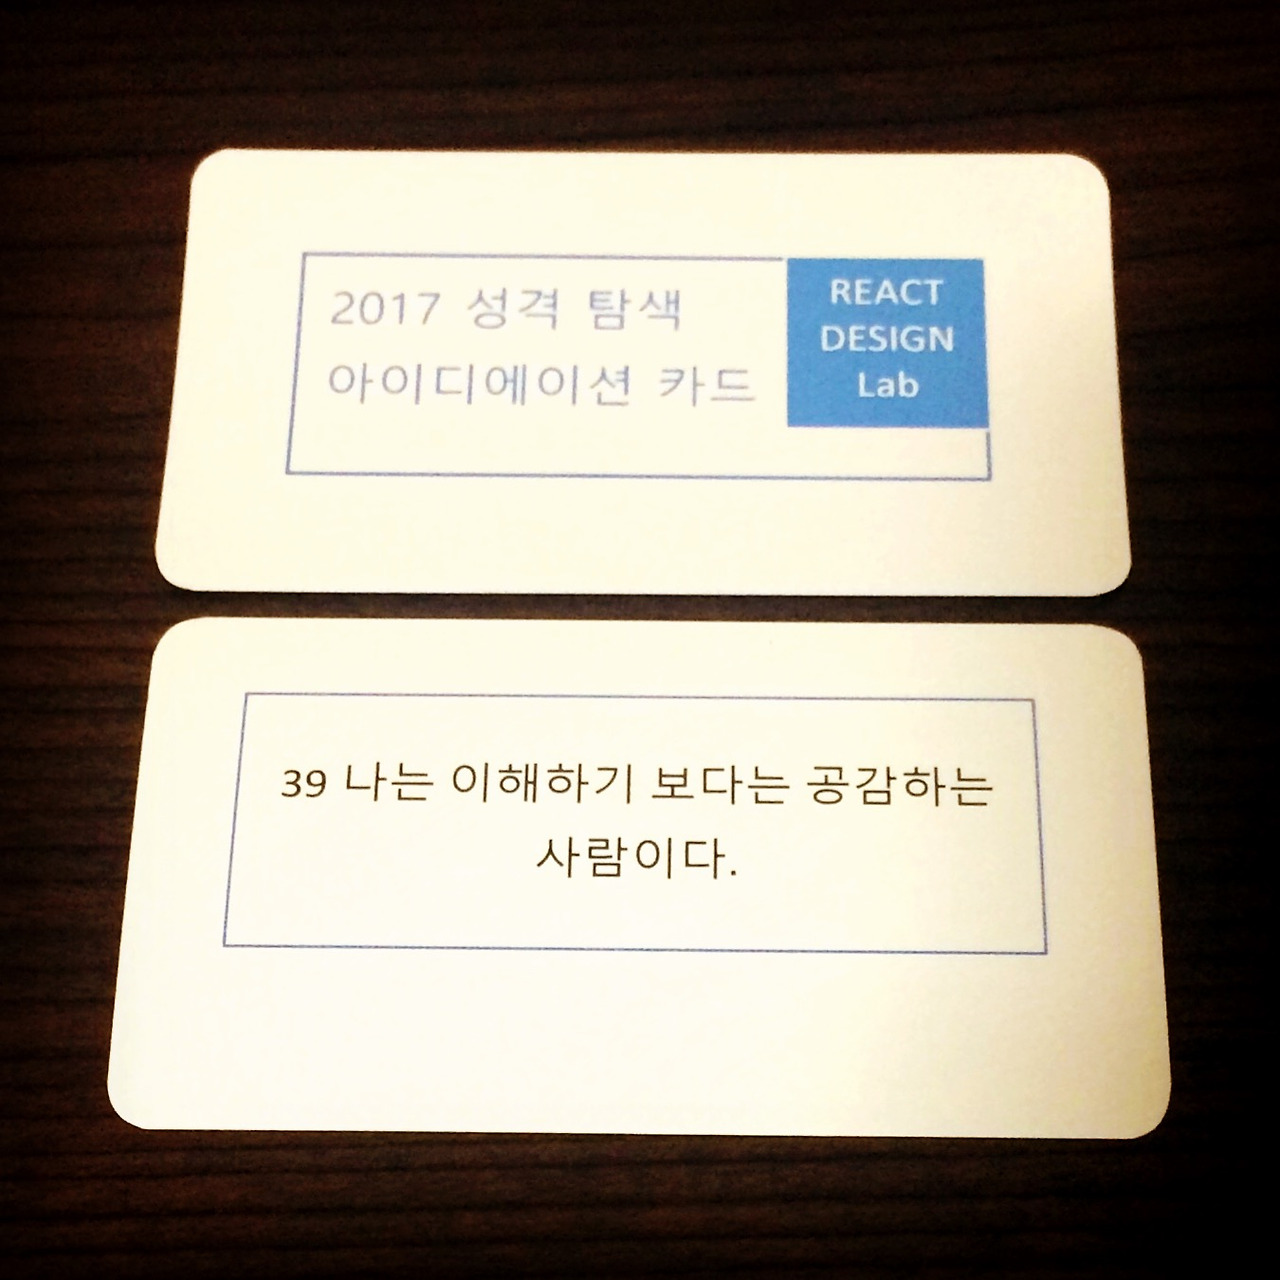 2017 성격 탐색
아이디에이션 카드
REACT
DESIGN
Lab
39 나는 이해하기 보다는 공감하는
사람이다.